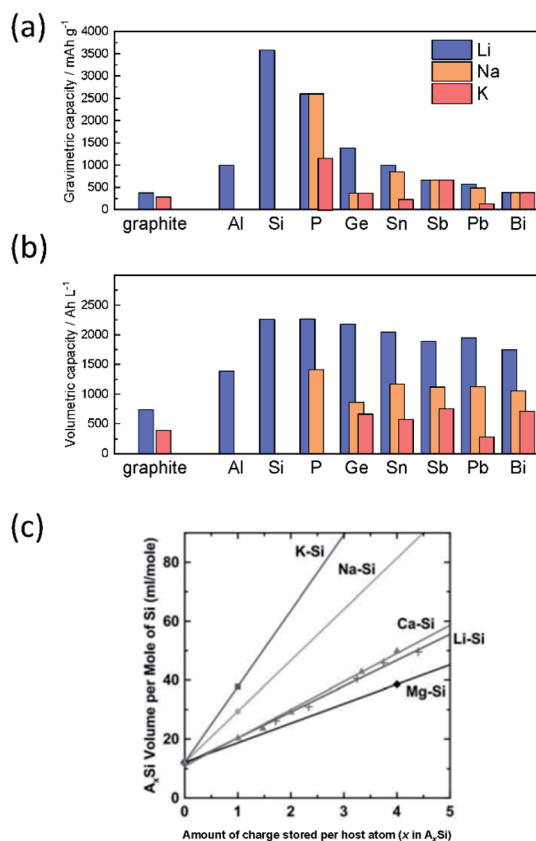 (a)
Gravimetric capacity / mAh g⁻¹
4000
3500
3000
2500
2000
1500
1000
500
0
Li
Na
K
graphite Al Si P Ge Sn Sb Pb Bi
(b)
Volumetric capacity / Ah L⁻¹
2500
2000
1500
1000
500
0
graphite Al Si P Ge Sn Sb Pb Bi
(c)
AₓSi Volume per Mole of Si (ml/mole)
80
60
40
20
0
K-Si
Na-Si
Ca-Si
Li-Si
Mg-Si
0 1 2 3 4 5
Amount of charge stored per host atom (x in AₓSi)